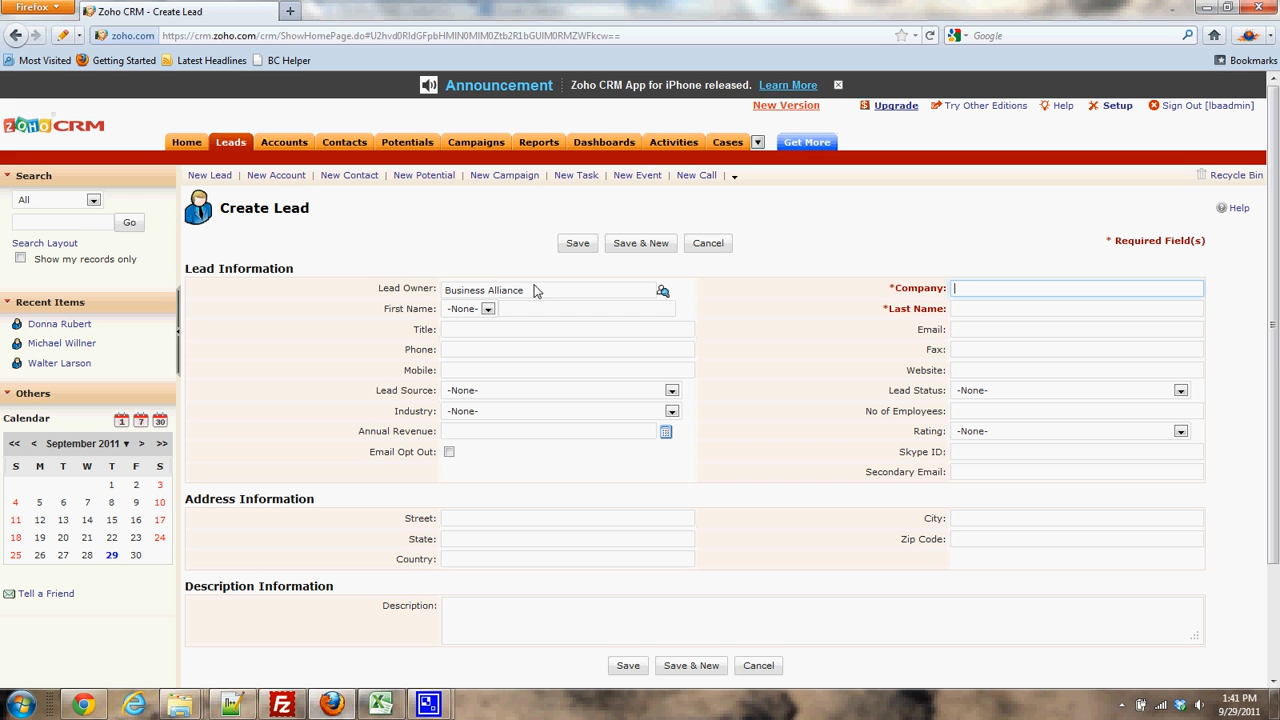 Firefox
Zoho CRM - Create Lead
zoho.com
https://crm.zoho.com/crm/ShowHomePage.do#U2hvd0RldGFpbHMlN0MlM0Ztb2R1bGUlM0RMZWFkcw==
Google
Most Visited
Getting Started
Latest Headlines
BC Helper
Bookmarks
Announcement
Zoho CRM App for iPhone released. Learn More
New Version
Upgrade
Try Other Editions
Help
Setup
Sign Out [lbaadmin]
ZOHO CRM
Home
Leads
Accounts
Contacts
Potentials
Campaigns
Reports
Dashboards
Activities
Cases
Get More
Search
All
Go
Search Layout
Show my records only
Recent Items
Donna Rubert
Michael Willner
Walter Larson
Others
Calendar
1 7 30
<< < September 2011 > >>
S M T W T F S
1 2 3
4 5 6 7 8 9 10
11 12 13 14 15 16 17
18 19 20 21 22 23 24
25 26 27 28 29 30
Tell a Friend
New Lead | New Account | New Contact | New Potential | New Campaign | New Task | New Event | New Call |
Recycle Bin
Create Lead
Help
Save
Save & New
Cancel
* Required Field(s)
Lead Information
Lead Owner: Business Alliance
*Company:
First Name: -None-
*Last Name:
Title:
Email:
Phone:
Fax:
Mobile:
Website:
Lead Source: -None-
Lead Status: -None-
Industry: -None-
No of Employees:
Annual Revenue:
Rating: -None-
Email Opt Out:
Skype ID:
Secondary Email:
Address Information
Street:
City:
State:
Zip Code:
Country:
Description Information
Description:
Save
Save & New
Cancel
1:41 PM
9/29/2011